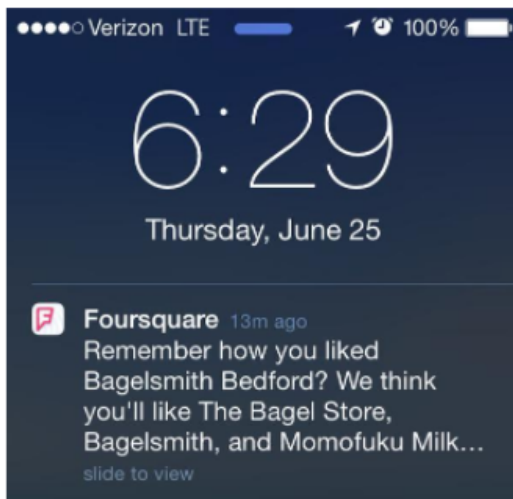 Verizon LTE 100%
6:29
Thursday, June 25
Foursquare 13m ago
Remember how you liked
Bagelsmith Bedford? We think
you'll like The Bagel Store,
Bagelsmith, and Momofuku Milk...
slide to view